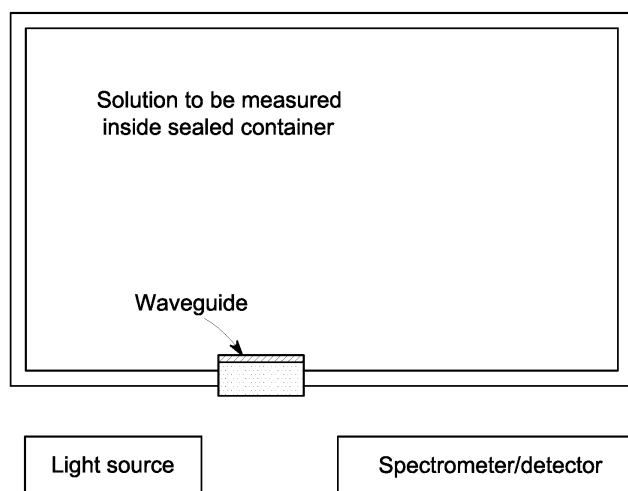 Solution to be measured
inside sealed container
Waveguide
Light source
Spectrometer/detector